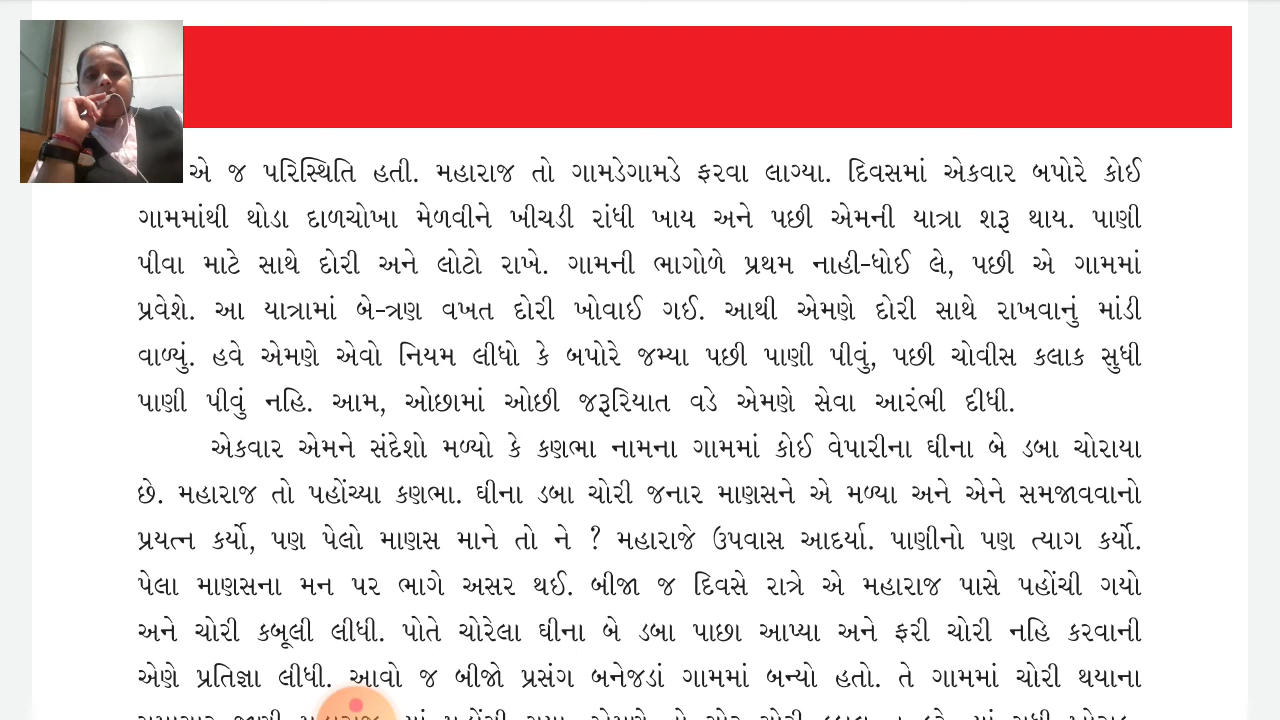 એ જ પરિસ્થિતિ હતી. મહારાજ તો ગામડેગામડે ફરવા લાગ્યા. દિવસમાં એકવાર બપોરે કોઈ
ગામમાંથી થોડા દાળચોખા મેળવીને ખીચડી રાંધી ખાય અને પછી એમની યાત્રા શરૂ થાય. પાણી
પીવા માટે સાથે દોરી અને લોટો રાખે. ગામની ભાગોળે પ્રથમ નાહી-ધોઈ લે, પછી એ ગામમાં
પ્રવેશે. આ યાત્રામાં બે-ત્રણ વખત દોરી ખોવાઈ ગઈ. આથી એમણે દોરી સાથે રાખવાનું માંડી
વાળ્યું. હવે એમણે એવો નિયમ લીધો કે બપોરે જમ્યા પછી પાણી પીવું, પછી ચોવીસ કલાક સુધી
પાણી પીવું નહિ. આમ, ઓછામાં ઓછી જરૂરિયાત વડે એમણે સેવા આરંભી દીધી.
એકવાર એમને સંદેશો મળ્યો કે કણભા નામના ગામમાં કોઈ વેપારીના ઘીના બે ડબા ચોરાયા
છે. મહારાજ તો પહોંચ્યા કણભા. ઘીના ડબા ચોરી જનાર માણસને એ મળ્યા અને એને સમજાવવાનો
પ્રયત્ન કર્યો, પણ પેલો માણસ માને તો ને ? મહારાજે ઉપવાસ આદર્યા. પાણીનો પણ ત્યાગ કર્યો.
પેલા માણસના મન પર ભાગે અસર થઈ. બીજા જ દિવસે રાત્રે એ મહારાજ પાસે પહોંચી ગયો
અને ચોરી કબૂલી લીધી. પોતે ચોરેલા ઘીના બે ડબા પાછા આપ્યા અને ફરી ચોરી નહિ કરવાની
એણે પ્રતિજ્ઞા લીધી. આવો જ બીજો પ્રસંગ બનેજડાં ગામમાં બન્યો હતો. તે ગામમાં ચોરી થયાના